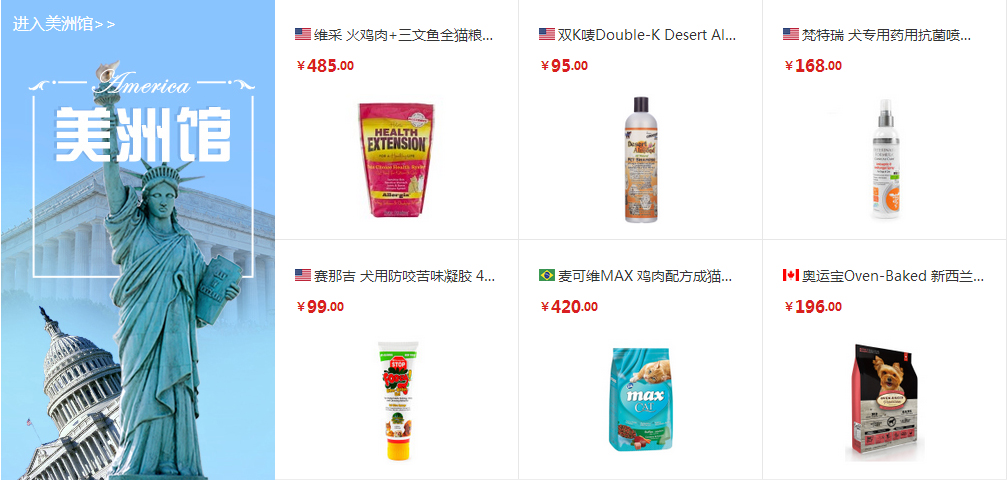 进入美洲馆>>
America
美洲馆
维采 火鸡肉+三文鱼全猫粮...
￥485.00
HEALTH
EXTENSION
Allergix
双K唛Double-K Desert Al...
￥95.00
梵特瑞 犬专用药用抗菌喷...
￥168.00
赛那吉 犬用防咬苦味凝胶 4...
￥99.00
STOP
麦可维MAX 鸡肉配方成猫...
￥420.00
max
CAT
奥运宝Oven-Baked 新西兰...
￥196.00